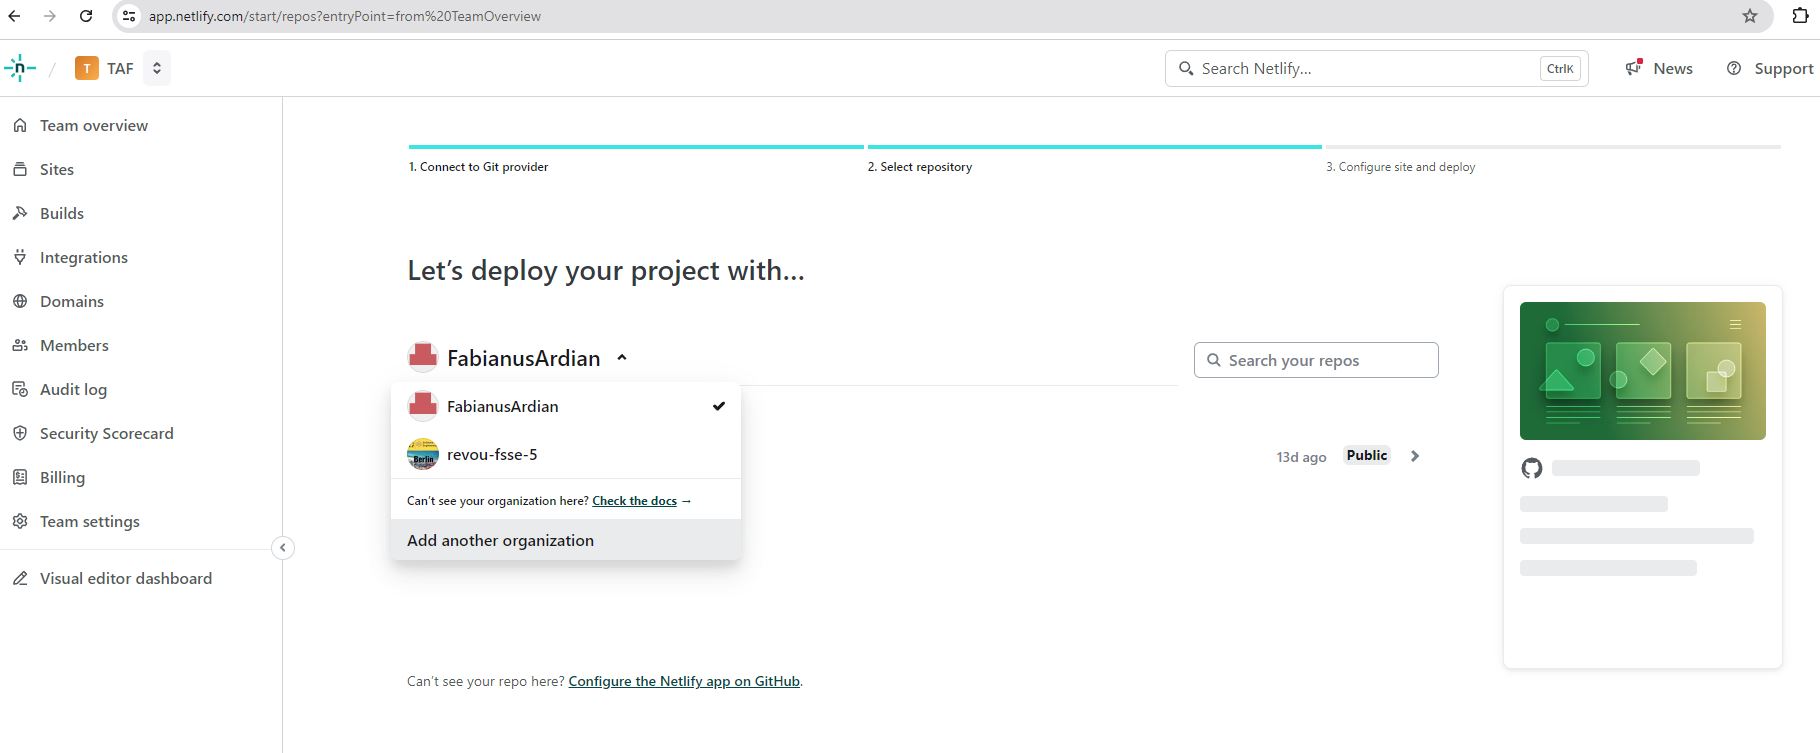 app.netlify.com/start/repos?entryPoint=from%20TeamOverview
n / T TAF
Search Netlify... CtrlK
News
Support
Team overview
Sites
Builds
Integrations
Domains
Members
Audit log
Security Scorecard
Billing
Team settings
Visual editor dashboard
1. Connect to Git provider
2. Select repository
3. Configure site and deploy
Let’s deploy your project with...
FabianusArdian
Search your repos
FabianusArdian
Berlin
revou-fsse-5
Can’t see your organization here? Check the docs →
Add another organization
13d ago Public
Can’t see your repo here? Configure the Netlify app on GitHub.